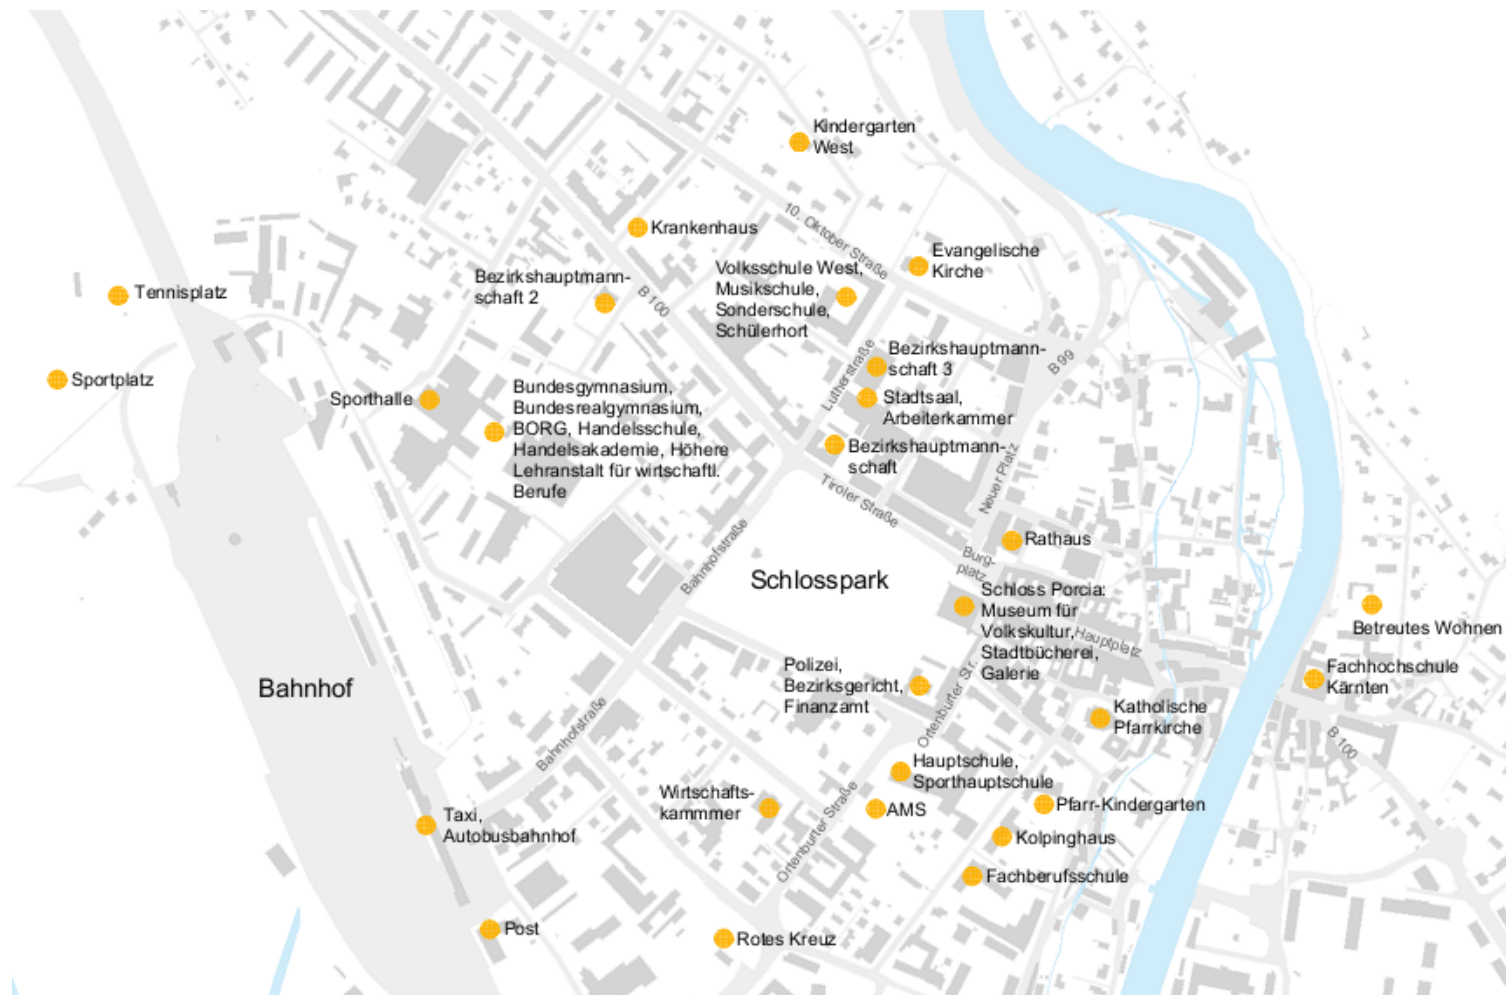 Kindergarten
West
10. Oktober Straße
Krankenhaus
Evangelische
Kirche
Volksschule West,
Musikschule,
Sonderschule,
Schülerhort
Bezirkshauptmann-
schaft 2
B 100
Tennisplatz
Bezirkshauptmann-
schaft 3
B 99
Lutherstraße
Sportplatz
Sporthalle
Bundesgymnasium,
Bundesrealgymnasium,
BORG, Handelsschule,
Handelsakademie, Höhere
Lehranstalt für wirtschaftl.
Berufe
Stadtsaal,
Arbeiterkammer
Bezirkshauptmann-
schaft
Neuer Platz
Tiroler Straße
Rathaus
Bahnhofstraße
Burg-
platz
Schlosspark
Schloss Porcia:
Museum für
Volkskultur,
Stadtbücherei,
Galerie
Hauptplatz
Betreutes Wohnen
Polizei,
Bezirksgericht,
Finanzamt
Ortenburter Str.
Fachhochschule
Kärnten
Bahnhof
Katholische
Pfarrkirche
B 100
Bahnhofstraße
Hauptschule,
Sporthauptschule
Wirtschafts-
kammmer
AMS
Ortenburter Straße
Pfarr-Kindergarten
Taxi,
Autobusbahnhof
Kolpinghaus
Fachberufsschule
Post
Rotes Kreuz